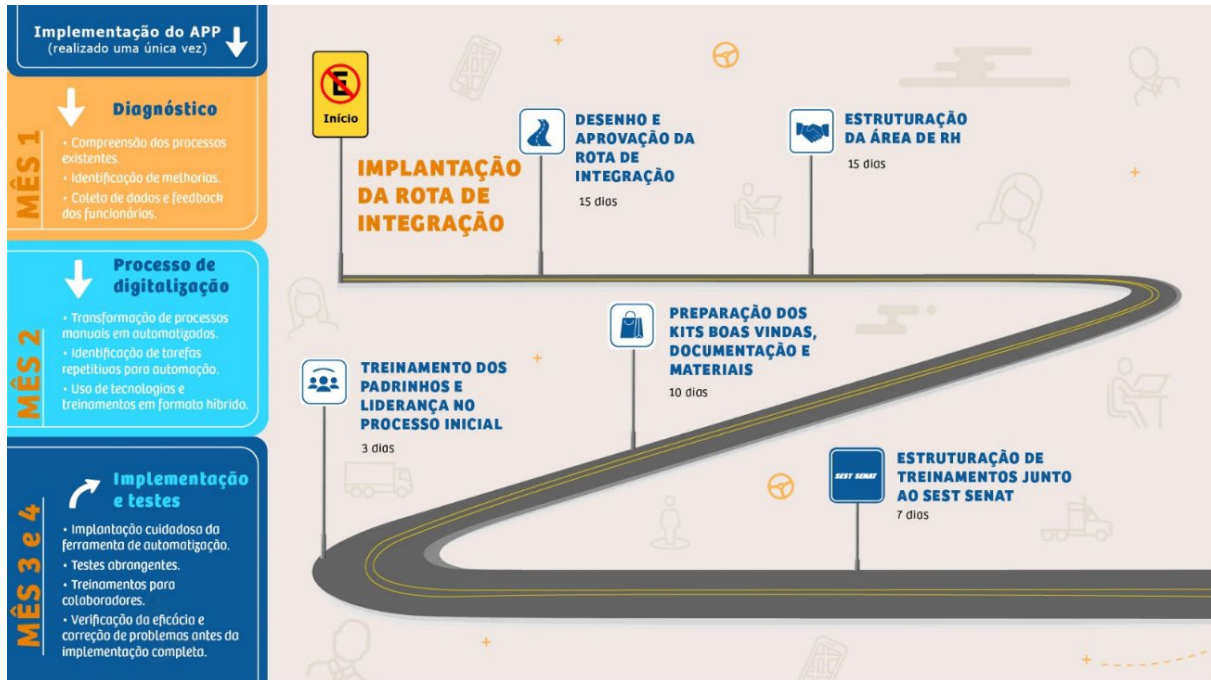 Implementação do APP
(realizado uma única vez)
MÊS 1
Diagnóstico
• Compreensão dos processos
existentes.
• Identificação de melhorias.
• Coleta de dados e feedback
dos funcionários.
MÊS 2
Processo de
digitalização
• Transformação de processos
manuais em automatizados.
• Identificação de tarefas
repetitivas para automação.
• Uso de tecnologias e
treinamentos em formato híbrido.
MÊS 3 e 4
Implementação
e testes
• Implantação cuidadosa da
ferramenta de automatização.
• Testes abrangentes.
• Treinamentos para
colaboradores.
• Verificação da eficácia e
correção de problemas antes da
implementação completa.
E
Início
IMPLANTAÇÃO
DA ROTA DE
INTEGRAÇÃO
DESENHO E
APROVAÇÃO DA
ROTA DE
INTEGRAÇÃO
15 dias
ESTRUTURAÇÃO
DA ÁREA DE RH
15 dias
PREPARAÇÃO DOS
KITS BOAS VINDAS,
DOCUMENTAÇÃO E
MATERIAIS
10 dias
TREINAMENTO DOS
PADRINHOS E
LIDERANÇA NO
PROCESSO INICIAL
3 dias
SEST SENAT
ESTRUTURAÇÃO DE
TREINAMENTOS JUNTO
AO SEST SENAT
7 dias